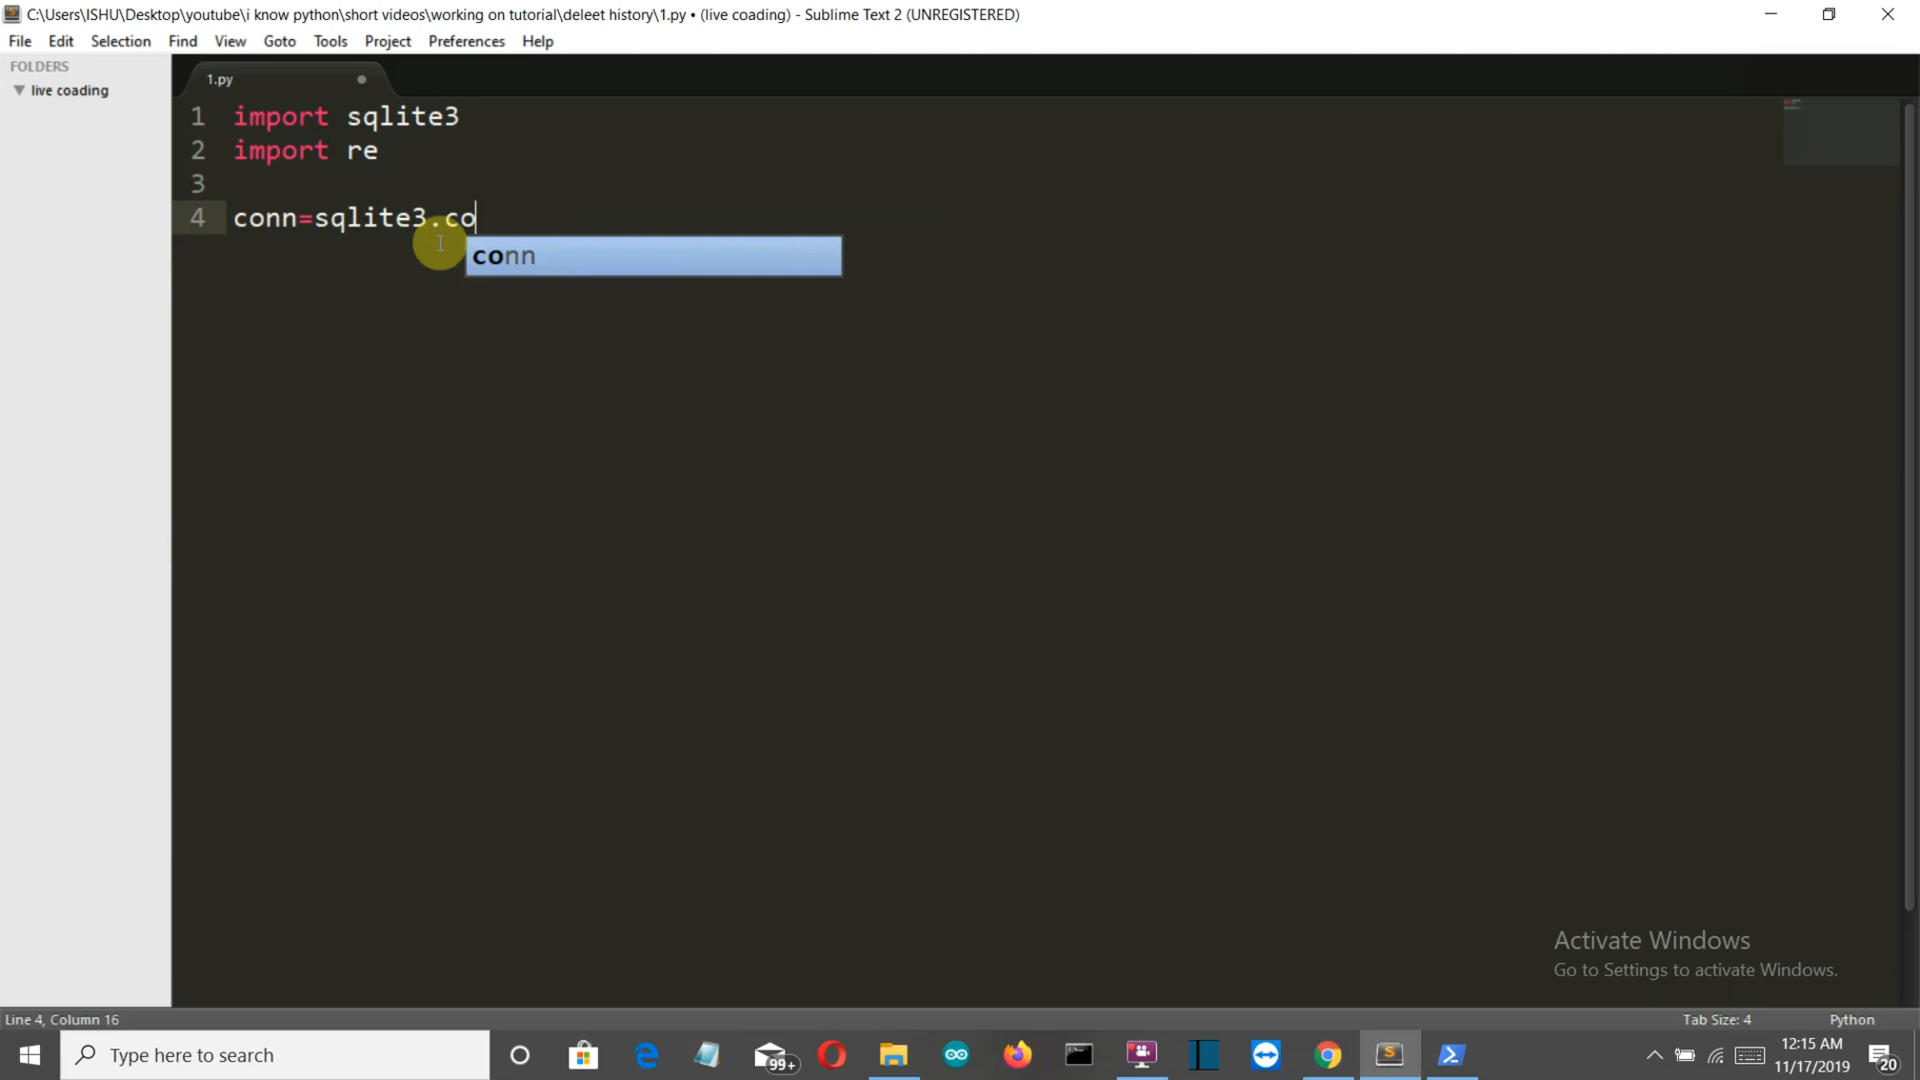 C:\Users\ISHU\Desktop\youtube\i know python\short videos\working on tutorial\deleet history\1.py • (live coading) - Sublime Text 2 (UNREGISTERED)
File Edit Selection Find View Goto Tools Project Preferences Help
FOLDERS
live coading
1.py
1 import sqlite3
2 import re
3
4 conn=sqlite3.co
conn
Activate Windows
Go to Settings to activate Windows.
Line 4, Column 16
Tab Size: 4
Python
Type here to search
99+
12:15 AM
11/17/2019
20